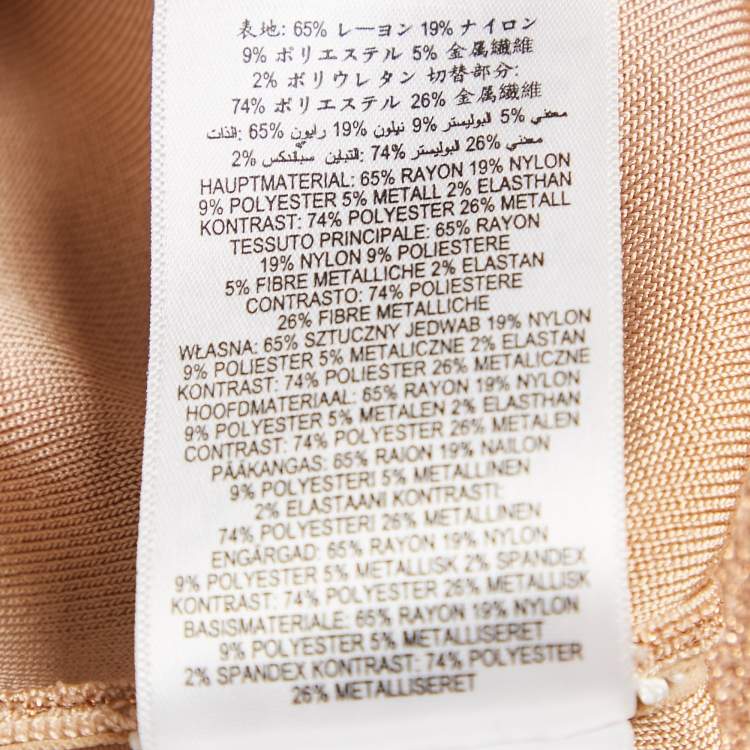 表地: 65% レーヨン 19% ナイロン
9% ポリエステル 5% 金属繊維
2% ポリウレタン 切替部分:
74% ポリエステル 26% 金属繊維
معدني %5 البوليستر %9 نيلون %19 رايون %65 :الذات
معدني %26 البوليستر %74 :التباين سباندكس %2
HAUPTMATERIAL: 65% RAYON 19% NYLON
9% POLYESTER 5% METALL 2% ELASTHAN
KONTRAST: 74% POLYESTER 26% METALL
TESSUTO PRINCIPALE: 65% RAYON
19% NYLON 9% POLIESTERE
5% FIBRE METALLICHE 2% ELASTAN
CONTRASTO: 74% POLIESTERE
26% FIBRE METALLICHE
WŁASNA: 65% SZTUCZNY JEDWAB 19% NYLON
9% POLIESTER 5% METALICZNE 2% ELASTAN
KONTRAST: 74% POLIESTER 26% METALICZNE
HOOFDMATERIAAL: 65% RAYON 19% NYLON
9% POLYESTER 5% METALEN 2% ELASTHAN
CONTRAST: 74% POLYESTER 26% METALEN
PÄÄKANGAS: 65% RAION 19% NAILON
9% POLYESTERI 5% METALLINEN
2% ELASTAANI KONTRASTI:
74% POLYESTERI 26% METALLINEN
ENGÄRGAD: 65% RAYON 19% NYLON
9% POLYESTER 5% METALLISK 2% SPANDEX
KONTRAST: 74% POLYESTER 26% METALLISK
BASISMATERIALE: 65% RAYON 19% NYLON
9% POLYESTER 5% METALLISERET
2% SPANDEX KONTRAST: 74% POLYESTER
26% METALLISERET